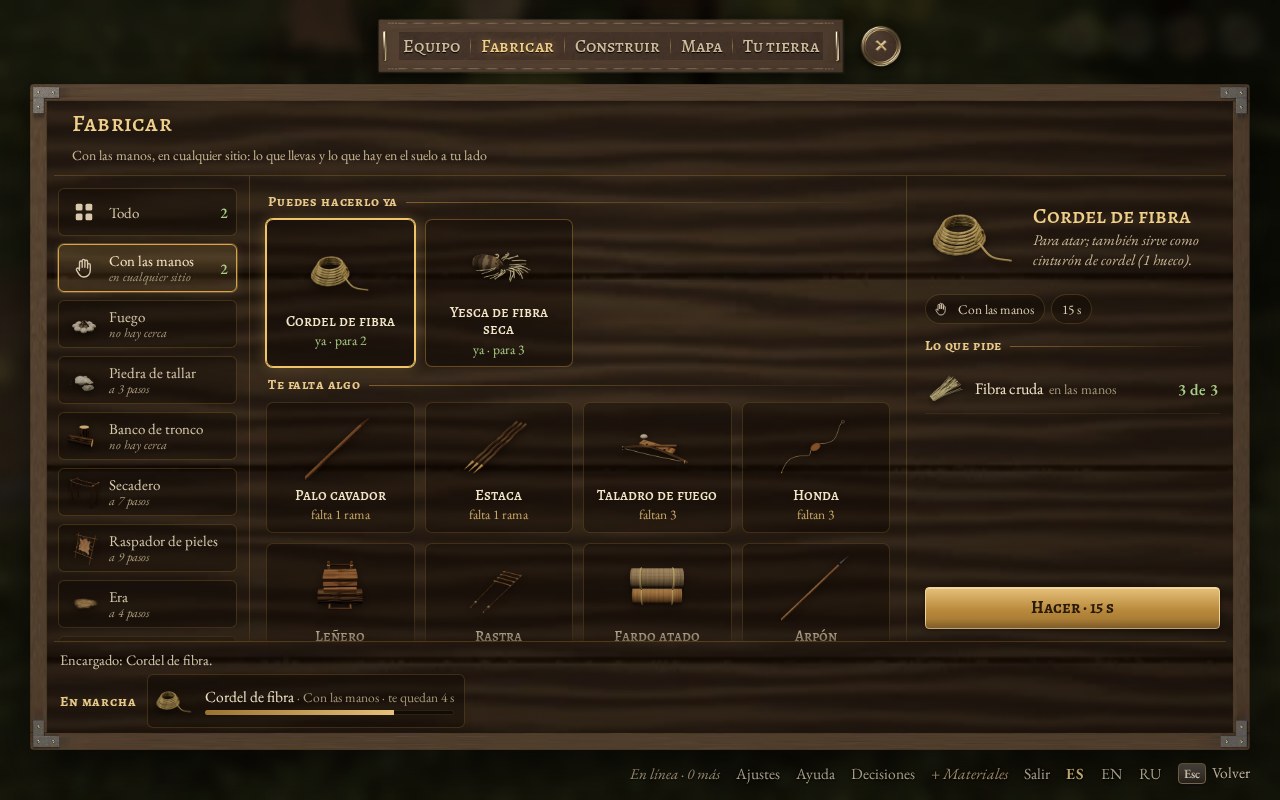 Equipo
Fabricar
Construir
Mapa
Tu tierra
Fabricar
Con las manos, en cualquier sitio: lo que llevas y lo que hay en el suelo a tu lado
Todo 2
Con las manos 2
en cualquier sitio
Fuego
no hay cerca
Piedra de tallar
a 3 pasos
Banco de tronco
no hay cerca
Secadero
a 7 pasos
Raspador de pieles
a 9 pasos
Era
a 4 pasos
Puedes hacerlo ya
Cordel de fibra
ya · para 2
Yesca de fibra
seca
ya · para 3
Te falta algo
Palo cavador
falta 1 rama
Estaca
falta 1 rama
Taladro de fuego
faltan 3
Honda
faltan 3
Leñero
Rastra
Fardo atado
Arpón
Cordel de fibra
Para atar; también sirve como
cinturón de cordel (1 hueco).
Con las manos
15 s
Lo que pide
Fibra cruda en las manos 3 de 3
Hacer · 15 s
Encargado: Cordel de fibra.
En marcha
Cordel de fibra · Con las manos · te quedan 4 s
En línea · 0 más
Ajustes
Ayuda
Decisiones
+ Materiales
Salir
ES
EN
RU
Esc
Volver